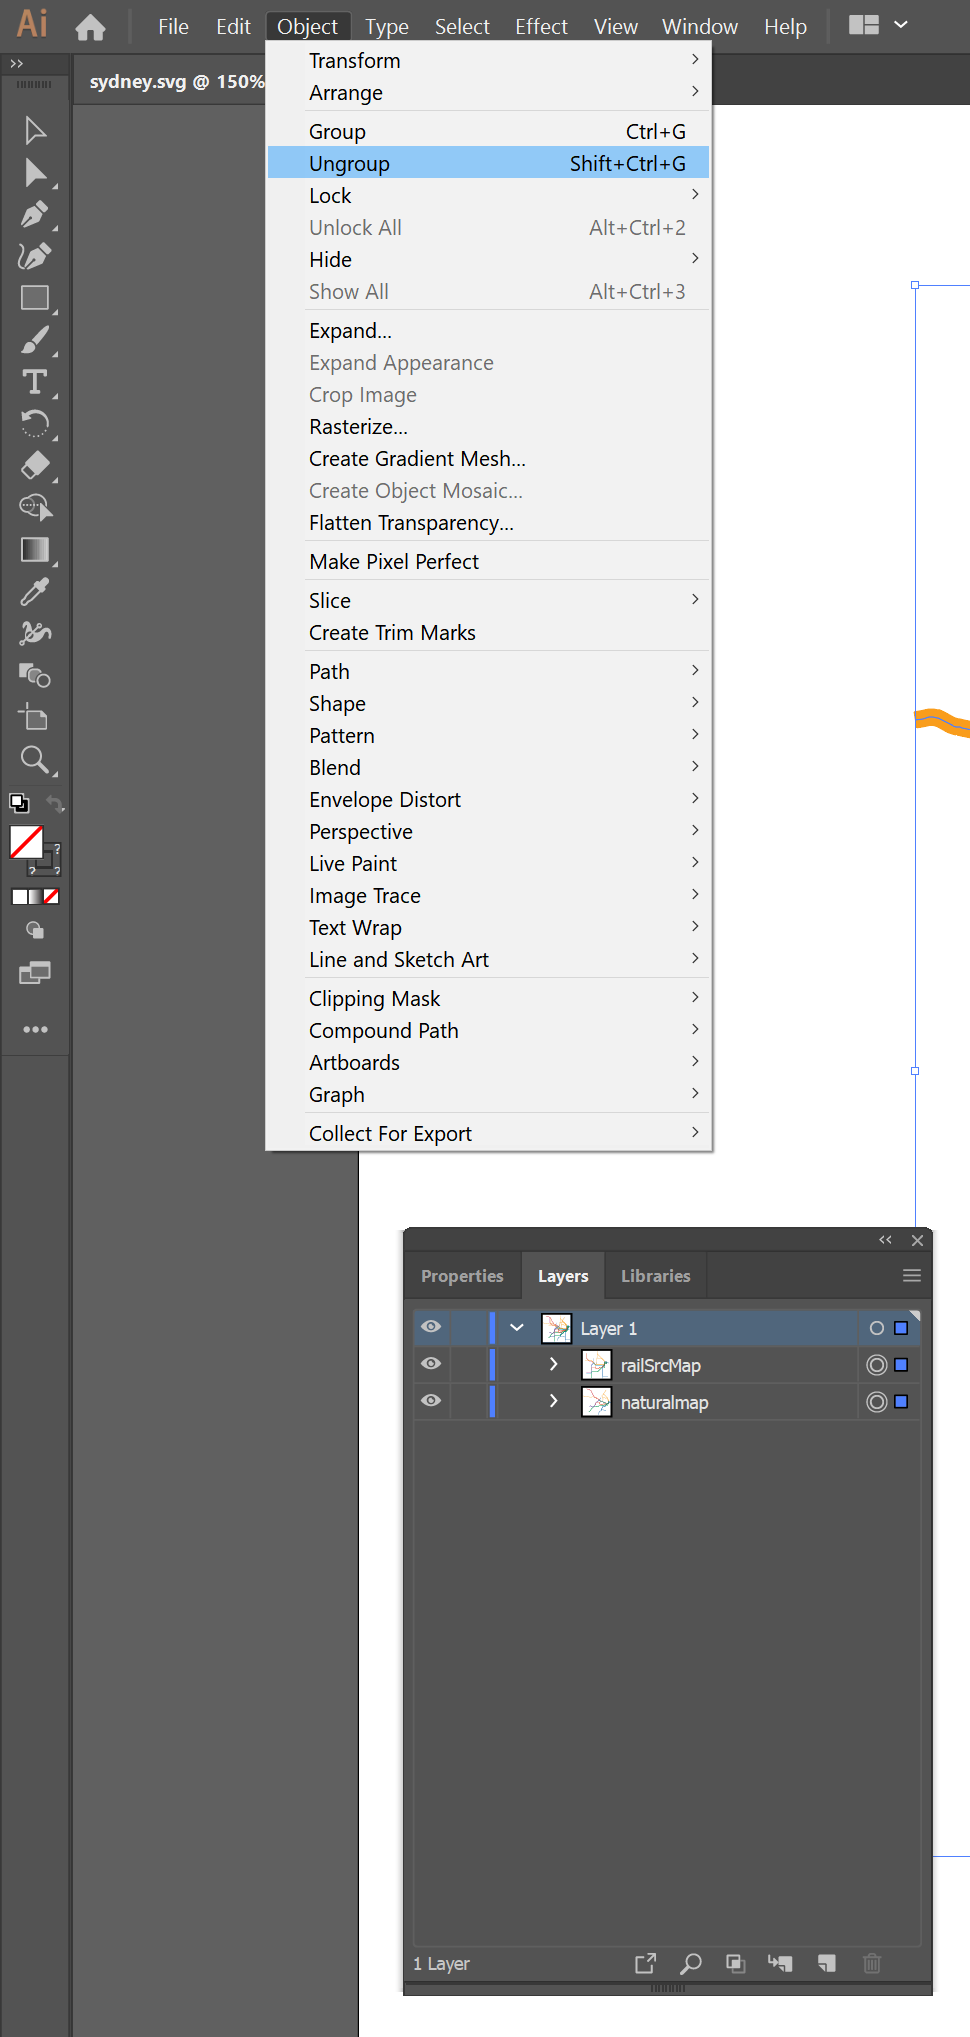 Ai File Edit Object Type Select Effect View Window Help
sydney.svg @ 150%
Transform
Arrange
Group Ctrl+G
Ungroup Shift+Ctrl+G
Lock
Unlock All Alt+Ctrl+2
Hide
Show All Alt+Ctrl+3
Expand...
Expand Appearance
Crop Image
Rasterize...
Create Gradient Mesh...
Create Object Mosaic...
Flatten Transparency...
Make Pixel Perfect
Slice
Create Trim Marks
Path
Shape
Pattern
Blend
Envelope Distort
Perspective
Live Paint
Image Trace
Text Wrap
Line and Sketch Art
Clipping Mask
Compound Path
Artboards
Graph
Collect For Export
Properties Layers Libraries
Layer 1
railSrcMap
naturalmap
1 Layer